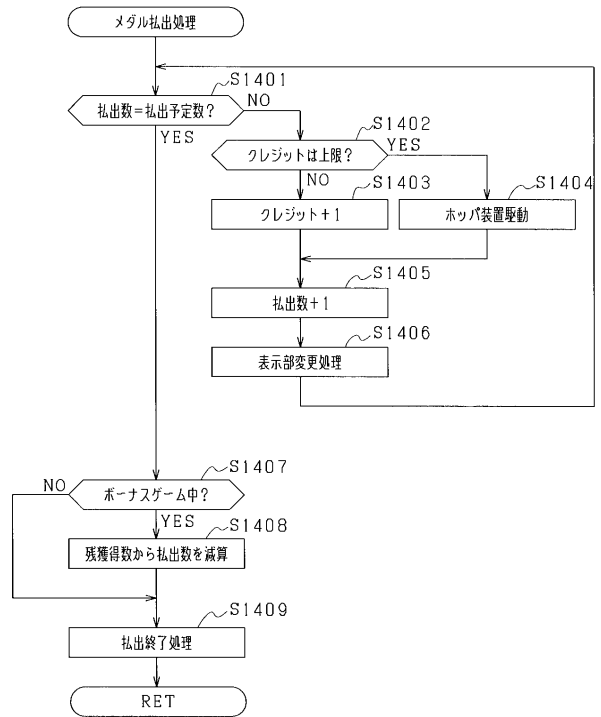 メダル払出処理
S1401
払出数=払出予定数?
NO
YES
S1402
クレジットは上限?
YES
NO
S1403
クレジット+1
S1404
ホッパ装置駆動
S1405
払出数+1
S1406
表示部変更処理
S1407
ボーナスゲーム中?
NO
YES
S1408
残獲得数から払出数を減算
S1409
払出終了処理
RET